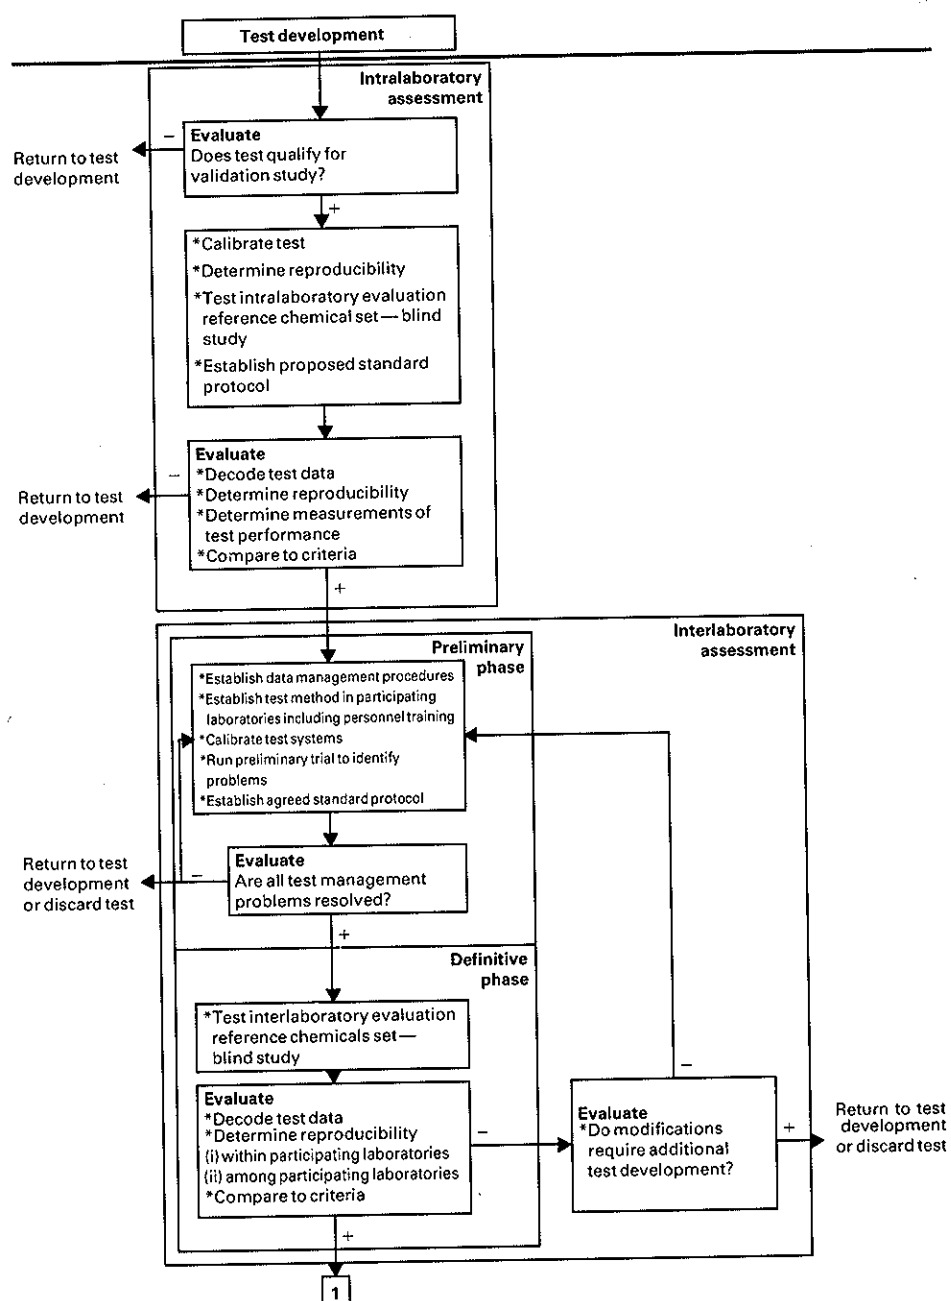 Test development
Intralaboratory
assessment
–
Evaluate
Does test qualify for
validation study?
Return to test
development
+
*Calibrate test
*Determine reproducibility
*Test intralaboratory evaluation
reference chemical set — blind
study
*Establish proposed standard
protocol
–
Evaluate
*Decode test data
*Determine reproducibility
*Determine measurements of
test performance
*Compare to criteria
Return to test
development
+
Interlaboratory
assessment
Preliminary
phase
*Establish data management procedures
*Establish test method in participating
laboratories including personnel training
*Calibrate test systems
*Run preliminary trial to identify
problems
*Establish agreed standard protocol
Return to test
development
or discard test
–
Evaluate
Are all test management
problems resolved?
+
Definitive
phase
*Test interlaboratory evaluation
reference chemicals set —
blind study
Evaluate
*Decode test data
*Determine reproducibility
(i) within participating laboratories
(ii) among participating laboratories
*Compare to criteria
–
–
Evaluate
*Do modifications
require additional
test development?
+
Return to test
development
or discard test
+
1